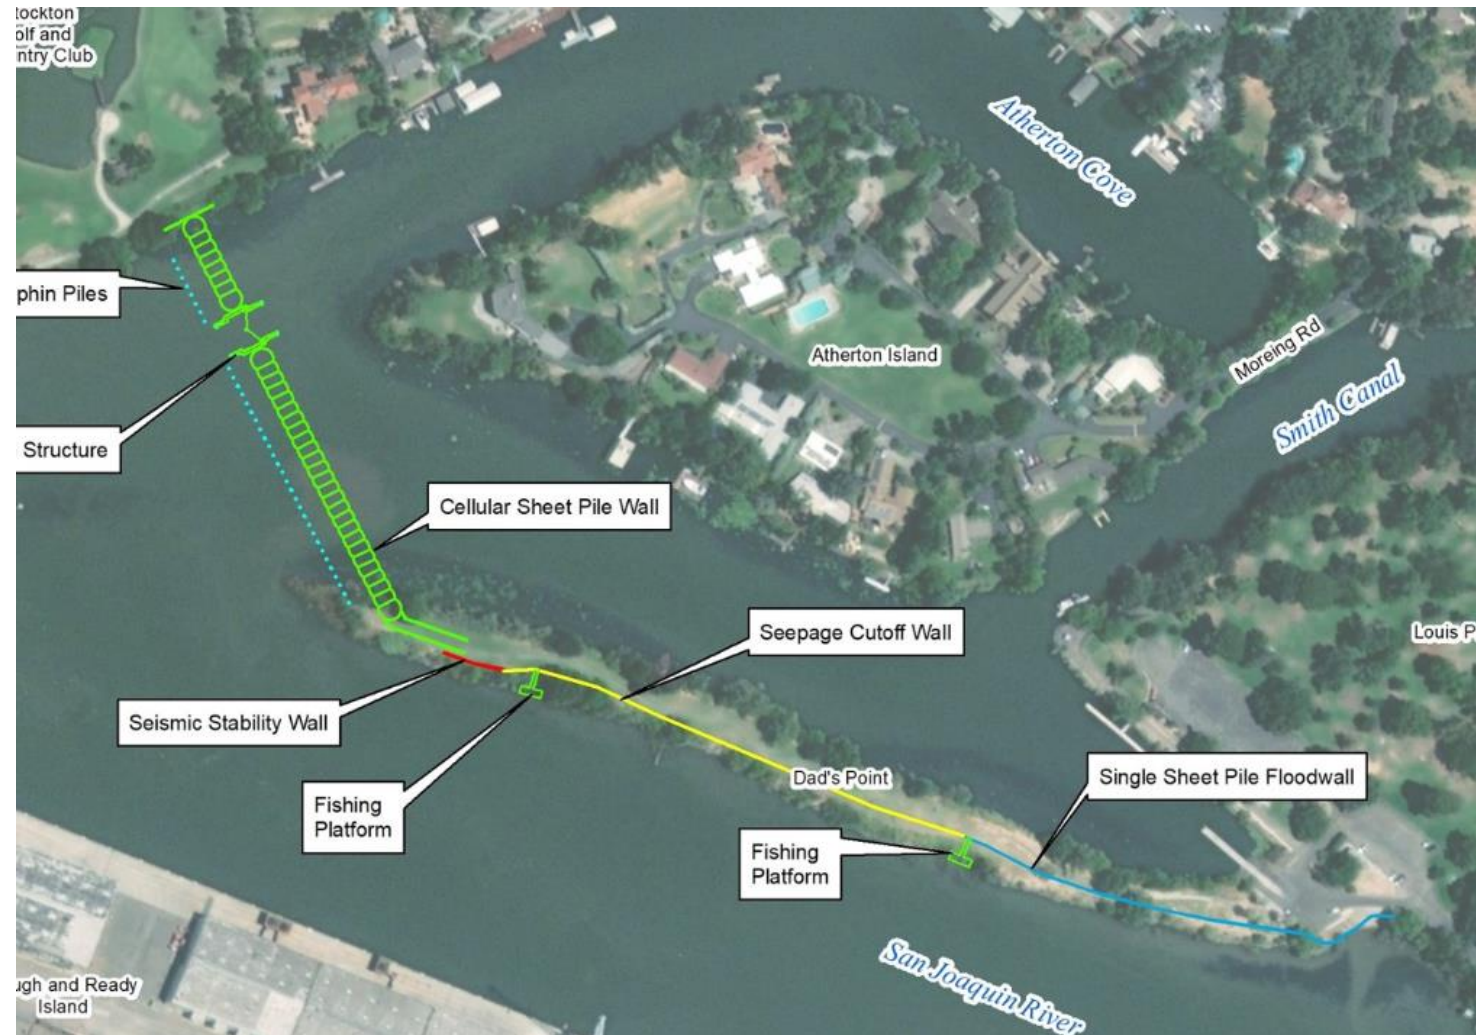 tockton
olf and
ntry Club
Atherton Cove
phin Piles
Moreing Rd
Atherton Island
Smith Canal
Structure
Cellular Sheet Pile Wall
Seepage Cutoff Wall
Louis P
Seismic Stability Wall
Dad's Point
Single Sheet Pile Floodwall
Fishing
Platform
Fishing
Platform
San Joaquin River
ugh and Ready
Island